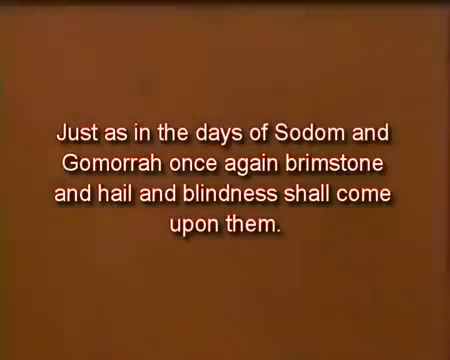 Just as in the days of Sodom and
Gomorrah once again brimstone
and hail and blindness shall come
upon them.